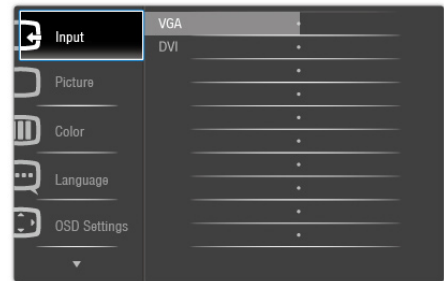 Input
VGA
DVI
Picture
Color
Language
OSD Settings